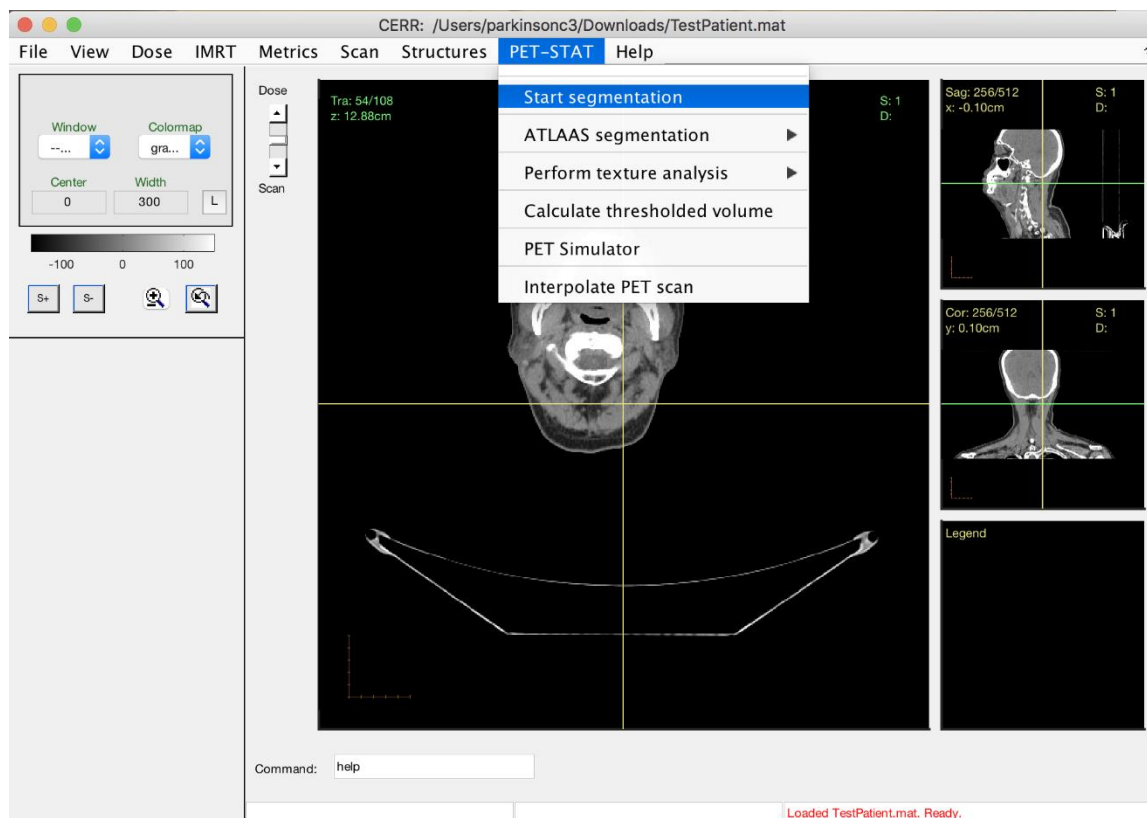 CERR: /Users/parkinsonc3/Downloads/TestPatient.mat
File View Dose IMRT Metrics Scan Structures PET-STAT Help
Window Colormap
--... gra...
Center Width
0 300 L
-100 0 100
S+ S-
Dose
Scan
Tra: 54/108
z: 12.88cm
S: 1
D:
Start segmentation
ATLAAS segmentation
Perform texture analysis
Calculate thresholded volume
PET Simulator
Interpolate PET scan
Sag: 256/512 S: 1
x: -0.10cm D:
Cor: 256/512 S: 1
y: 0.10cm D:
Legend
Command: help
Loaded TestPatient.mat. Ready.